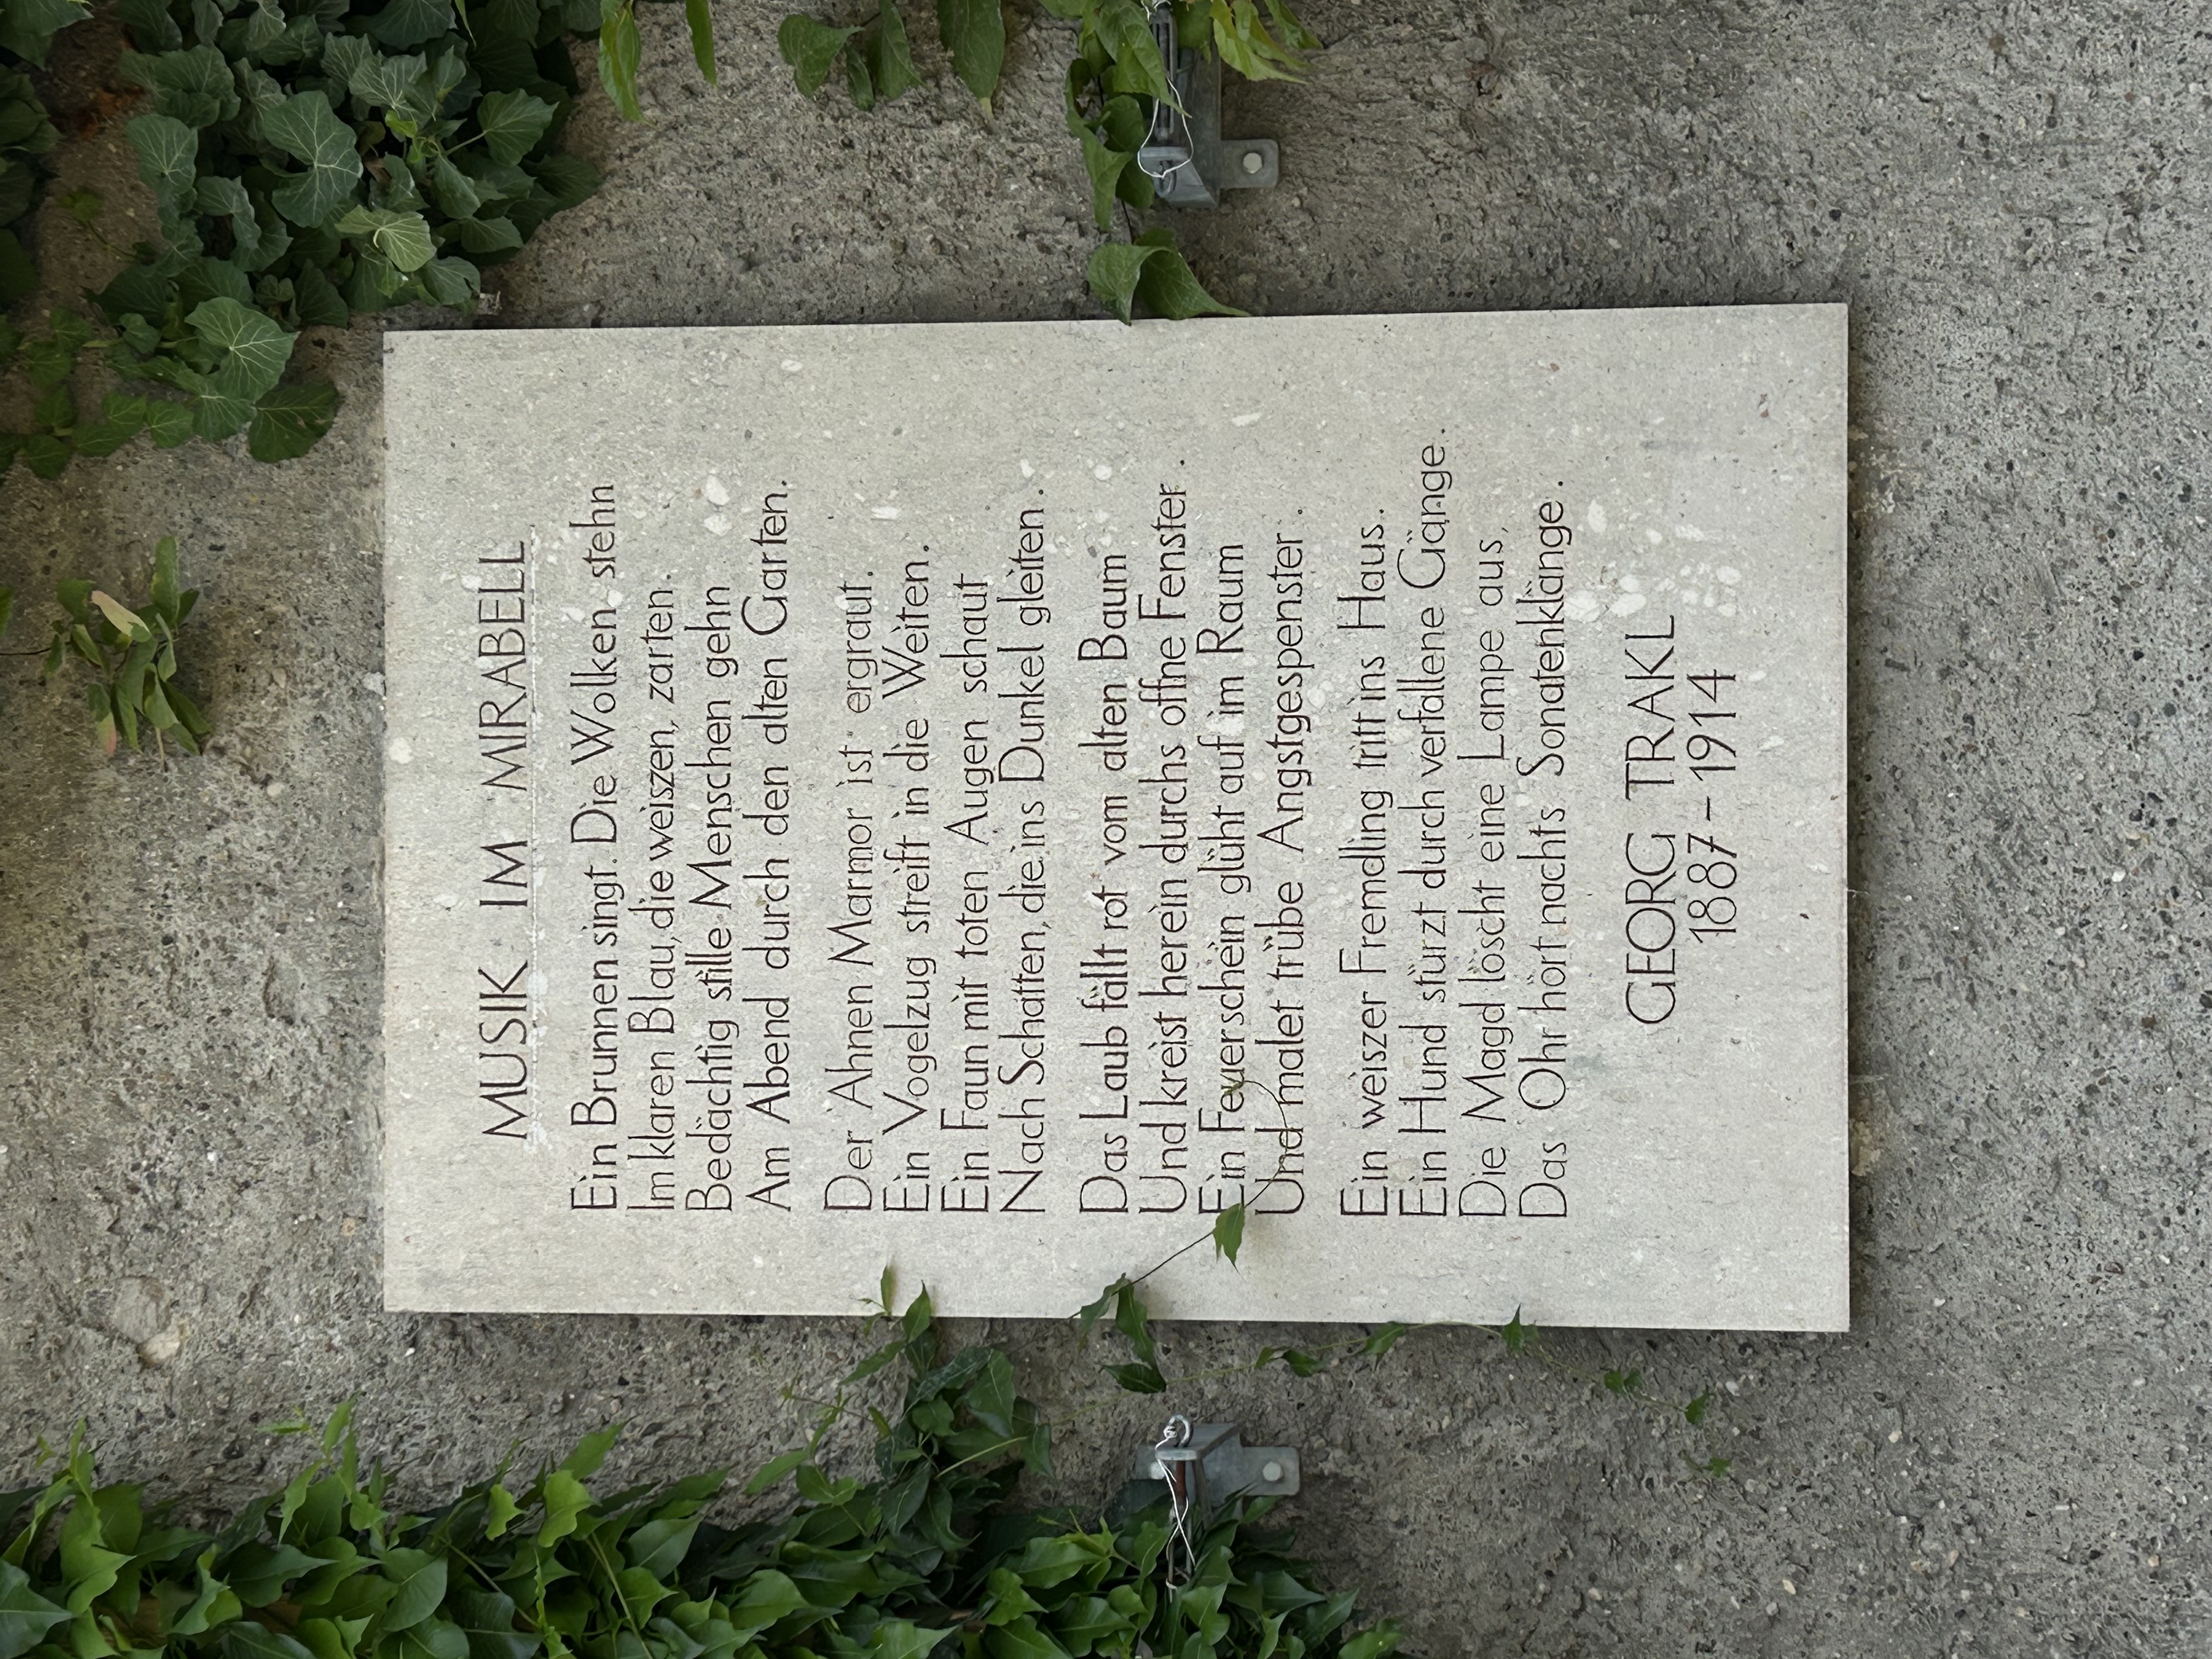 MUSIK IM MIRABELL
Ein Brunnen singt. Die Wolken stehn
Im klaren Blau, die weiszen, zarten.
Bedächtig stille Menschen gehn
Am Abend durch den alten Garten.
Der Ahnen Marmor ist ergraut.
Ein Vogelzug streift in die Weiten.
Ein Faun mit toten Augen schaut
Nach Schatten, die ins Dunkel gleiten.
Das Laub fällt rot vom alten Baum
Und kreist herein durchs offne Fenster.
Ein Feuerschein glüht auf im Raum
Und malet trübe Angstgespenster.
Ein weiszer Fremdling tritt ins Haus.
Ein Hund stürzt durch verfallene Gänge.
Die Magd löscht eine Lampe aus,
Das Ohr hört nachts Sonatenklänge.
GEORG TRAKL
1887-1914